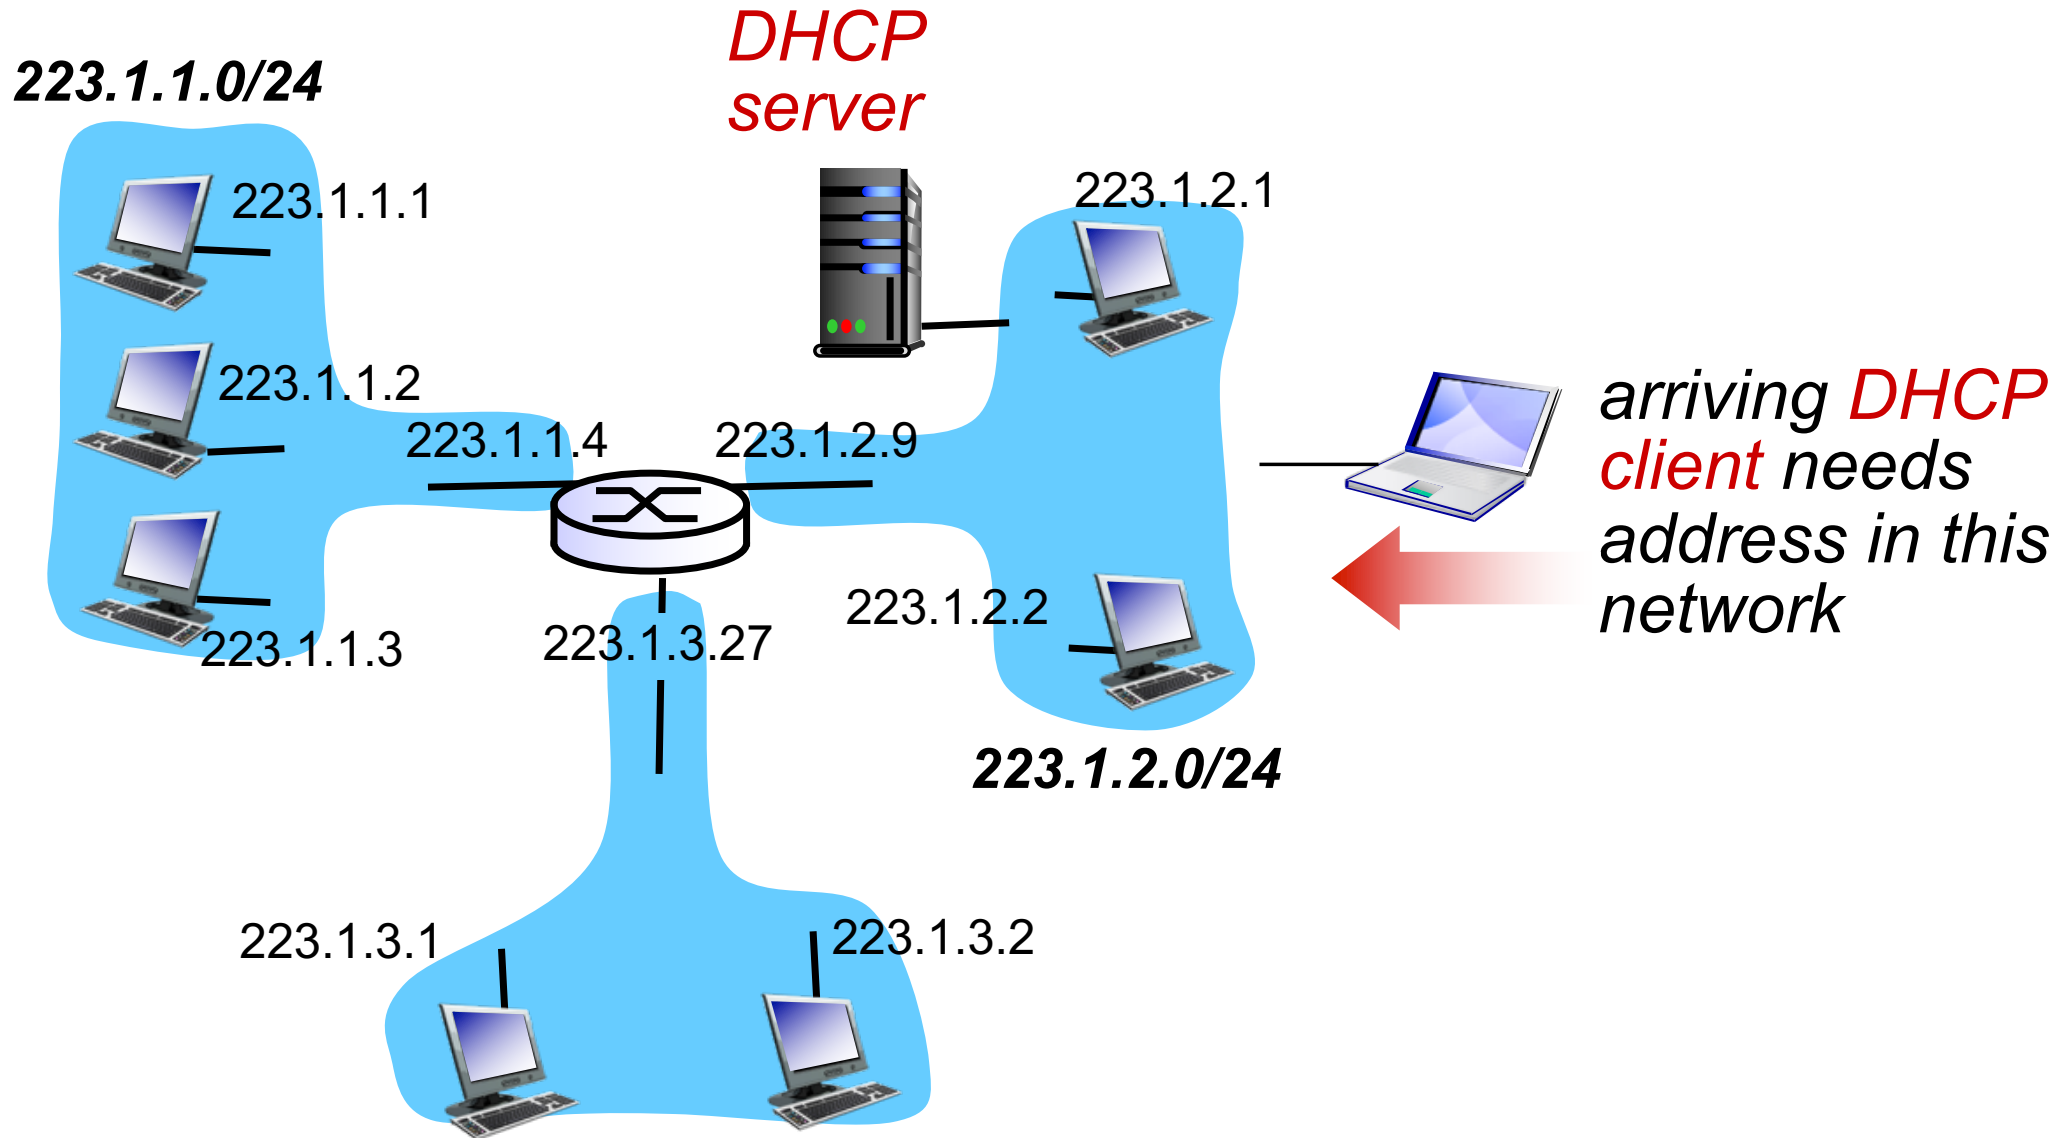 DHCP
server
223.1.1.0/24
223.1.1.1
223.1.2.1
223.1.1.2
arriving DHCP
client needs
address in this
network
223.1.1.4
223.1.2.9
223.1.2.2
223.1.1.3
223.1.3.27
223.1.2.0/24
223.1.3.1
223.1.3.2